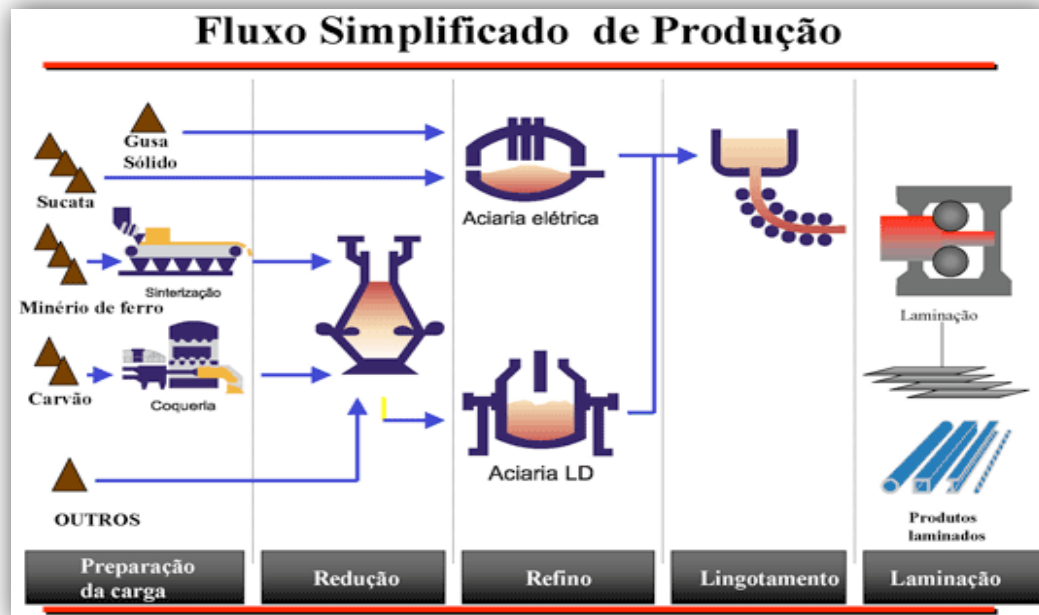 Fluxo Simplificado de Produção
Gusa
Sólido
Sucata
Aciaria elétrica
Sinterização
Minério de ferro
Laminação
Carvão
Coqueria
Aciaria LD
OUTROS
Produtos
laminados
Preparação
da carga
Redução
Refino
Lingotamento
Laminação